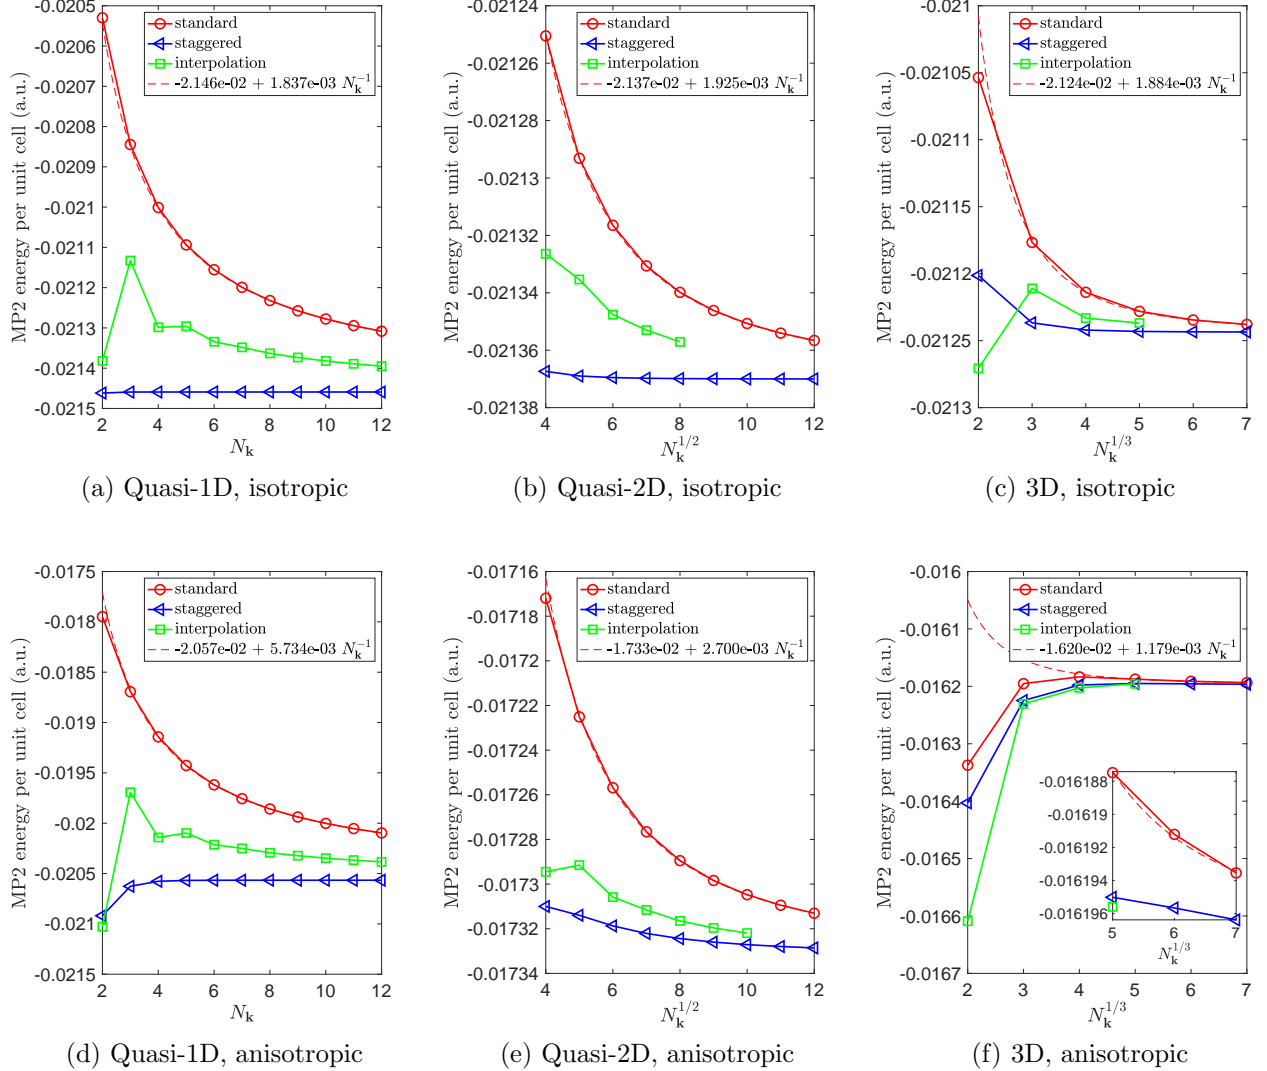 -0.0205
-0.0206
-0.0207
-0.0208
-0.0209
-0.021
-0.0211
-0.0212
-0.0213
-0.0214
-0.0215
MP2 energy per unit cell (a.u.)
standard
staggered
interpolation
-2.146e-02 + 1.837e-03 N_k^{-1}
2 4 6 8 10 12
N_k
(a) Quasi-1D, isotropic
-0.02124
-0.02126
-0.02128
-0.0213
-0.02132
-0.02134
-0.02136
-0.02138
MP2 energy per unit cell (a.u.)
standard
staggered
interpolation
-2.137e-02 + 1.925e-03 N_k^{-1}
4 5 6 7 8 9 10 11 12
N_k^{1/2}
(b) Quasi-2D, isotropic
-0.021
-0.02105
-0.0211
-0.02115
-0.0212
-0.02125
-0.0213
MP2 energy per unit cell (a.u.)
standard
staggered
interpolation
-2.124e-02 + 1.884e-03 N_k^{-1}
2 3 4 5 6 7
N_k^{1/3}
(c) 3D, isotropic
-0.0175
-0.018
-0.0185
-0.019
-0.0195
-0.02
-0.0205
-0.021
-0.0215
MP2 energy per unit cell (a.u.)
standard
staggered
interpolation
-2.057e-02 + 5.734e-03 N_k^{-1}
2 4 6 8 10 12
N_k
(d) Quasi-1D, anisotropic
-0.01716
-0.01718
-0.0172
-0.01722
-0.01724
-0.01726
-0.01728
-0.0173
-0.01732
-0.01734
MP2 energy per unit cell (a.u.)
standard
staggered
interpolation
-1.733e-02 + 2.700e-03 N_k^{-1}
4 6 8 10 12 14
N_k^{1/2}
(e) Quasi-2D, anisotropic
-0.016
-0.0161
-0.0162
-0.0163
-0.0164
-0.0165
-0.0166
-0.0167
MP2 energy per unit cell (a.u.)
standard
staggered
interpolation
-1.620e-02 + 1.179e-03 N_k^{-1}
-0.016188
-0.01619
-0.016192
-0.016194
-0.016196
5 6 7
N_k^{1/3}
2 3 4 5 6 7
N_k^{1/3}
(f) 3D, anisotropic